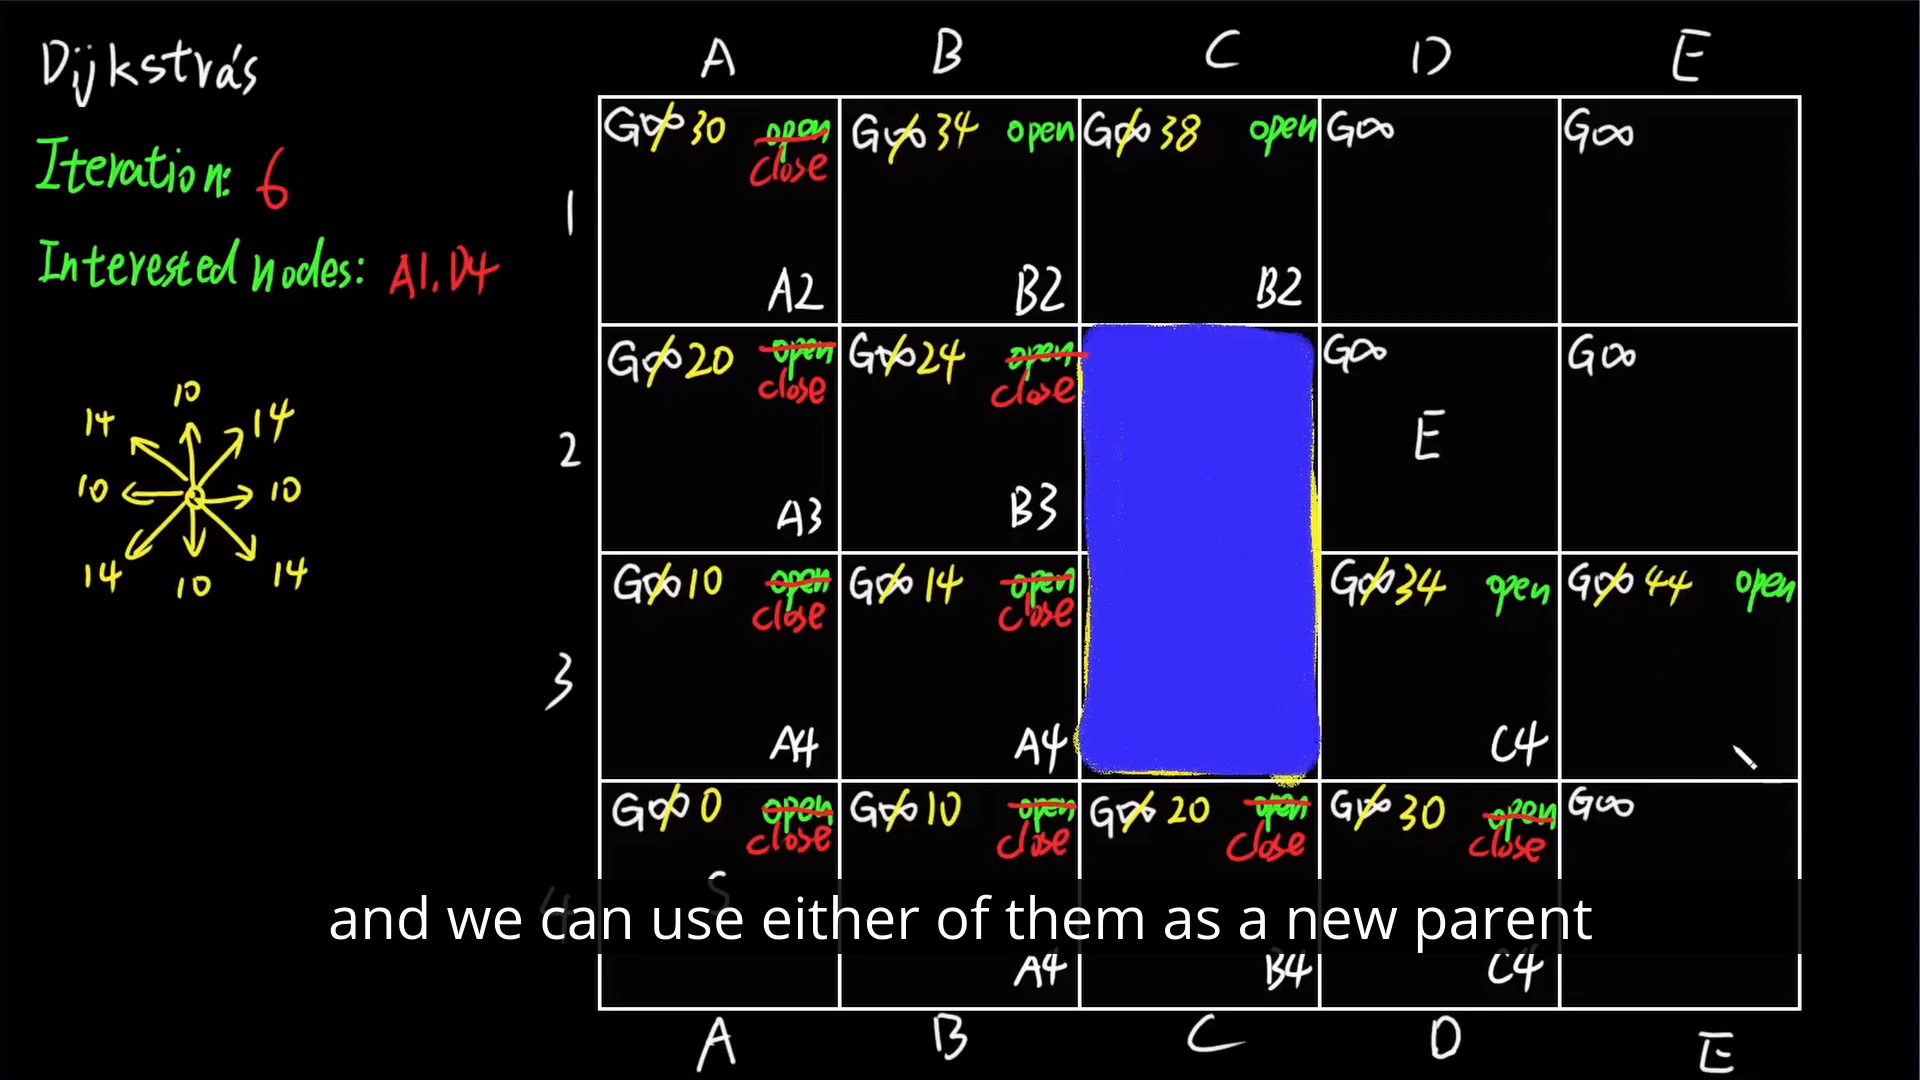 Dijkstra's
Iteration: 6
Interested nodes: A1. D4
10
14 14
10 10
14 14
10
A B C D E
1
G∞ 30 open close A2
G∞ 34 open B2
G∞ 38 open B2
G∞
G∞
2
G∞ 20 open close A3
G∞ 24 open close B3
G∞ E
G∞
3
G∞ 10 open close A4
G∞ 14 open close A4
G∞ 34 open C4
G∞ 44 open
4
G∞ 0 open close S
G∞ 10 open close A4
G∞ 20 open close B4
G∞ 30 open close C4
G∞
and we can use either of them as a new parent
A B C D E